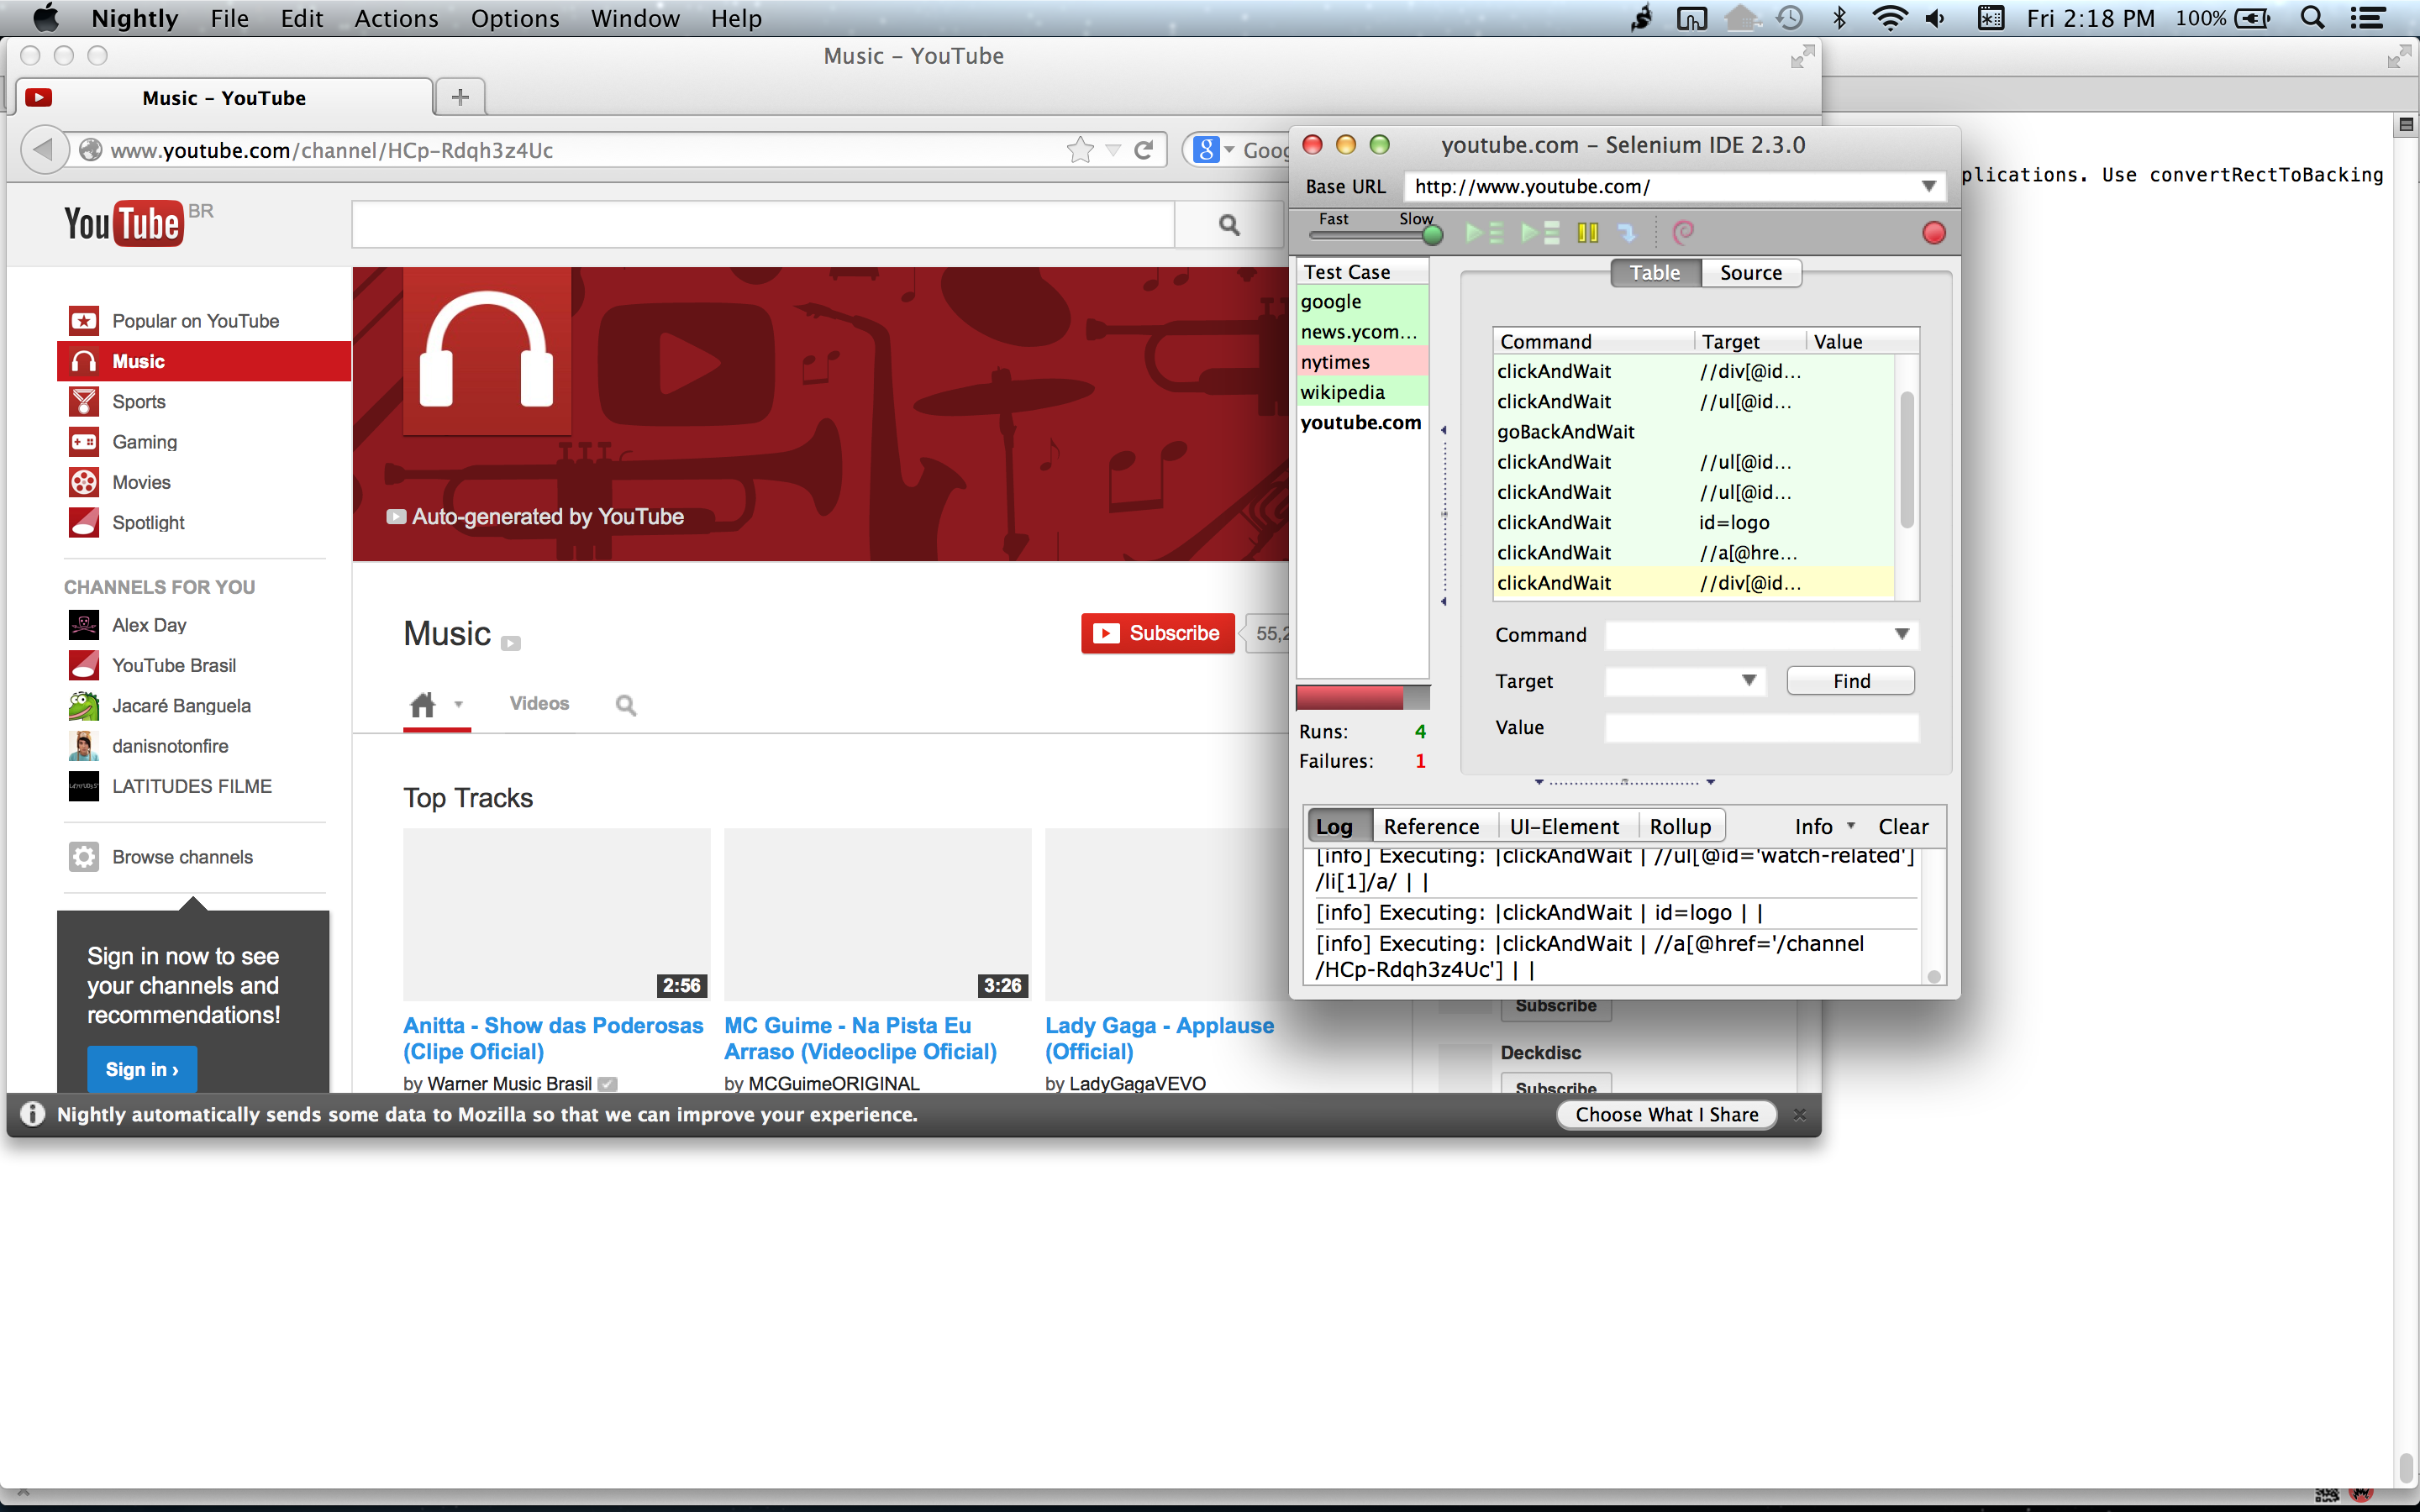 Nightly File Edit Actions Options Window Help
Fri 2:18 PM 100%
Music – YouTube
Music – YouTube
www.youtube.com/channel/HCp-Rdqh3z4Uc
Goog
YouTube BR
Popular on YouTube
Music
Sports
Gaming
Movies
Spotlight
CHANNELS FOR YOU
Alex Day
YouTube Brasil
Jacaré Banguela
danisnotonfire
LATITUDES FILME
Browse channels
Sign in now to see
your channels and
recommendations!
Sign in ›
Auto-generated by YouTube
Music
Subscribe
55,2
Videos
Top Tracks
2:56
3:26
Anitta - Show das Poderosas
(Clipe Oficial)
by Warner Music Brasil
MC Guime - Na Pista Eu
Arraso (Videoclipe Oficial)
by MCGuimeORIGINAL
Lady Gaga - Applause
(Official)
by LadyGagaVEVO
Subscribe
Deckdisc
Subscribe
Nightly automatically sends some data to Mozilla so that we can improve your experience.
Choose What I Share
youtube.com – Selenium IDE 2.3.0
Base URL http://www.youtube.com/
Fast Slow
Test Case
google
news.ycom...
nytimes
wikipedia
youtube.com
Runs: 4
Failures: 1
Table Source
Command Target Value
clickAndWait //div[@id...
clickAndWait //ul[@id...
goBackAndWait
clickAndWait //ul[@id...
clickAndWait //ul[@id...
clickAndWait id=logo
clickAndWait //a[@hre...
clickAndWait //div[@id...
Command
Target Find
Value
Log Reference UI-Element Rollup Info Clear
[info] Executing: |clickAndWait | //ul[@id='watch-related']
/li[1]/a/ | |
[info] Executing: |clickAndWait | id=logo | |
[info] Executing: |clickAndWait | //a[@href='/channel
/HCp-Rdqh3z4Uc'] | |
plications. Use convertRectToBacking